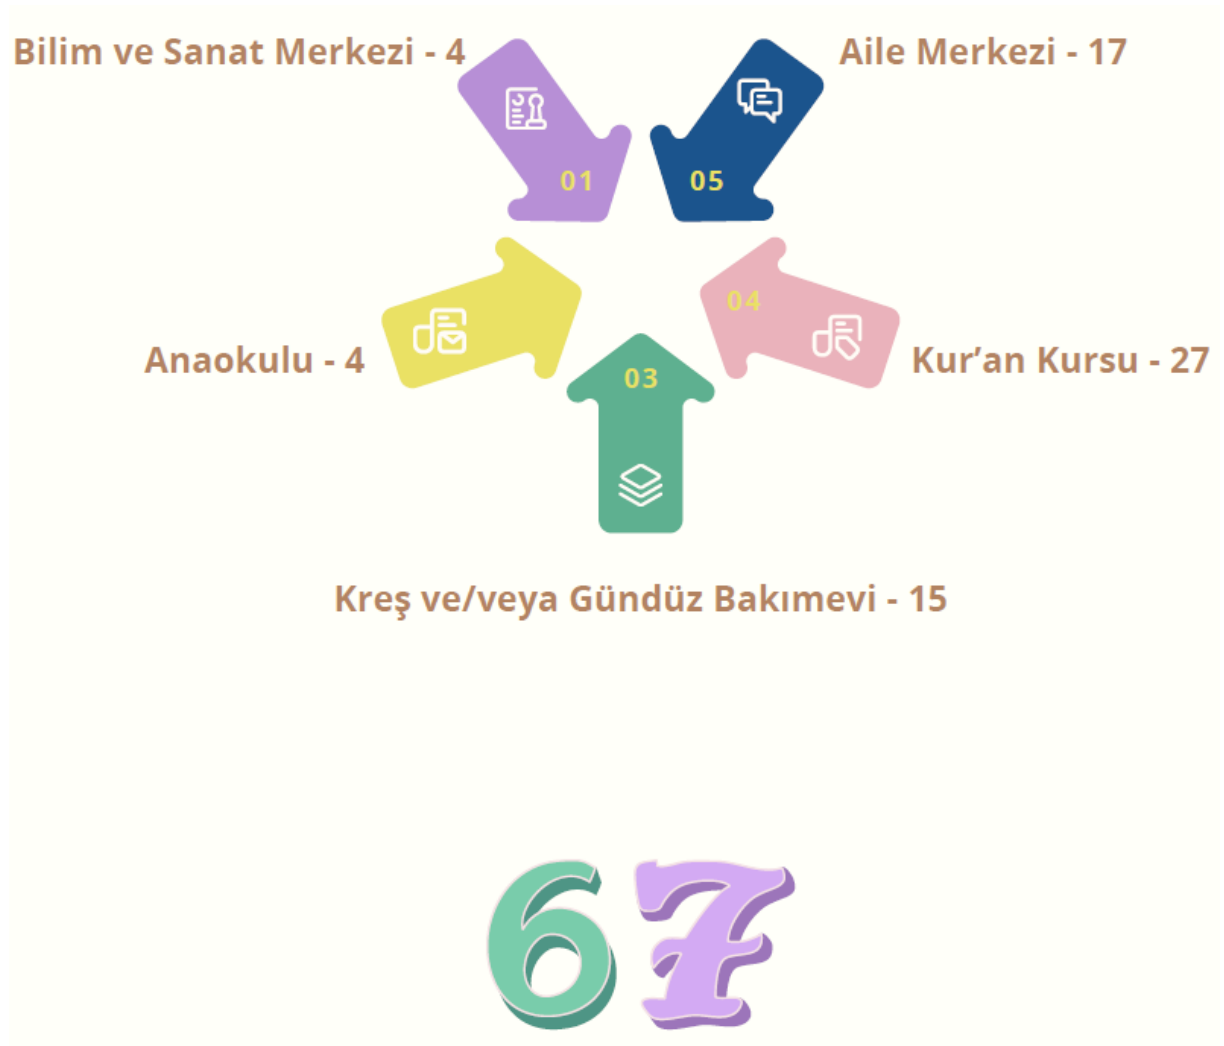 Bilim ve Sanat Merkezi - 4
Aile Merkezi - 17
01
05
04
Anaokulu - 4
Kur’an Kursu - 27
03
Kreş ve/veya Gündüz Bakımevi - 15
67